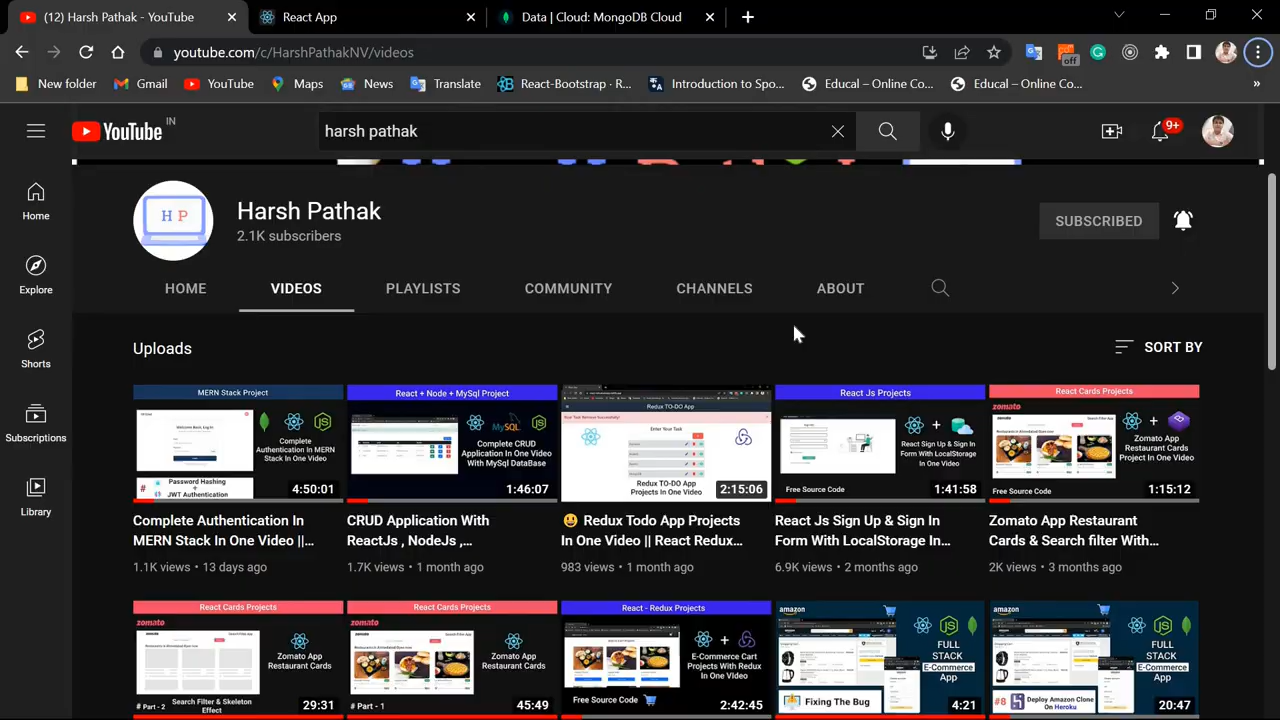 (12) Harsh Pathak - YouTube
React App
Data | Cloud: MongoDB Cloud
youtube.com/c/HarshPathakNV/videos
off
New folder
Gmail
YouTube
Maps
News
Translate
React-Bootstrap · R...
Introduction to Spo...
Educal – Online Co...
Educal – Online Co...
»
YouTube IN
harsh pathak
9+
Home
Explore
Shorts
Subscriptions
Library
H P
Harsh Pathak
2.1K subscribers
SUBSCRIBED
HOME
VIDEOS
PLAYLISTS
COMMUNITY
CHANNELS
ABOUT
Uploads
SORT BY
MERN Stack Project
Complete
Authentication In
MERN Stack In One Video
# Password Hashing
+
JWT Authentication
4:50:01
Complete Authentication In
MERN Stack In One Video ||...
1.1K views • 13 days ago
React + Node + MySql Project
MySQL
Complete CRUD
Application In One Video
With MySql DataBase
1:46:07
CRUD Application With
ReactJs , NodeJs ,...
1.7K views • 1 month ago
Redux TO-DO App
Enter Your Task
Redux TO-DO App
Projects In One Video
2:15:06
😃 Redux Todo App Projects
In One Video || React Redux...
983 views • 1 month ago
React Js Projects
React Sign Up & Sign In
Form With LocalStorage In
One Video
Free Source Code
1:41:58
React Js Sign Up & Sign In
Form With LocalStorage In...
6.9K views • 2 months ago
React Cards Projects
zomato
Zomato App
Restaurant Cards
Project In One Video
Free Source Code
1:15:12
Zomato App Restaurant
Cards & Search filter With...
2K views • 3 months ago
React Cards Projects
zomato
Zomato App
Restaurant Cards
# Part - 2
Search Filter & Skeleton
Effect
React Cards Projects
zomato
Zomato App
Restaurant Cards
# Part - 1
React - Redux Projects
E-Commerce Cart
Projects With React
Free Source Code
amazon
FULL
STACK
E-Commerce
App
Fixing The Bug
4:21
amazon
FULL
STACK
E-Commerce
App
#8
Deploy Amazon Clone
On Heroku
20:47